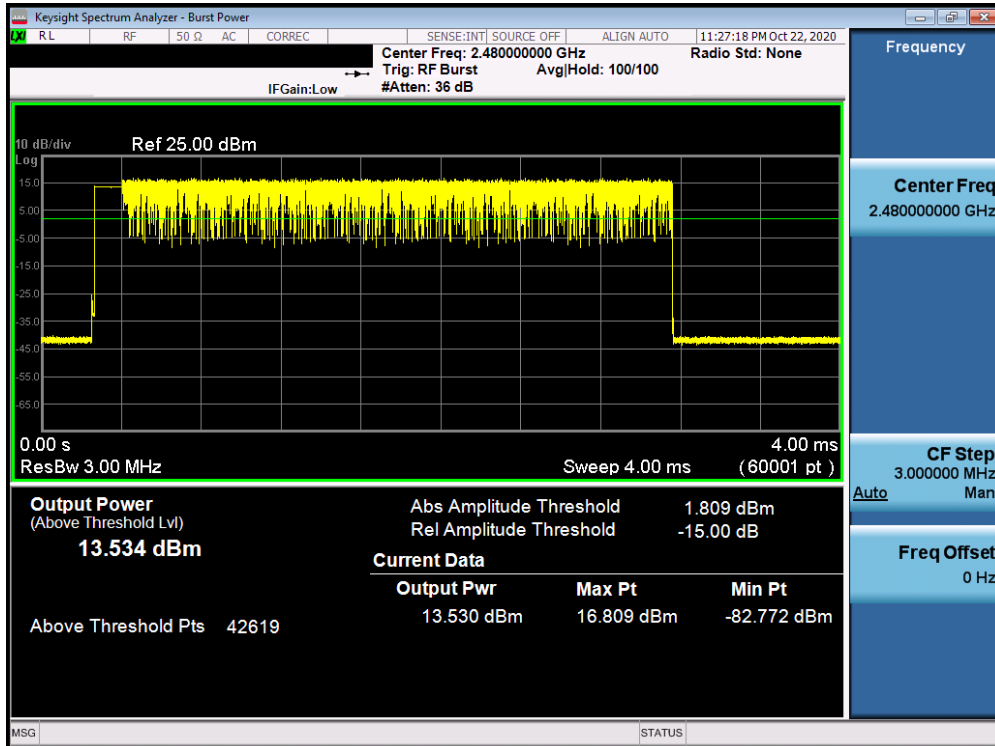 Keysight Spectrum Analyzer - Burst Power
LXI RL RF 50 Ω AC CORREC SENSE:INT SOURCE OFF ALIGN AUTO 11:27:18 PM Oct 22, 2020
Center Freq: 2.480000000 GHz Radio Std: None
Trig: RF Burst Avg|Hold: 100/100
IFGain:Low #Atten: 36 dB
10 dB/div Ref 25.00 dBm
Log
15.0
5.00
-5.00
-15.0
-25.0
-35.0
-45.0
-55.0
-65.0
0.00 s 4.00 ms
ResBw 3.00 MHz Sweep 4.00 ms (60001 pt)
Output Power
(Above Threshold Lvl)
13.534 dBm
Above Threshold Pts 42619
Abs Amplitude Threshold 1.809 dBm
Rel Amplitude Threshold -15.00 dB
Current Data
Output Pwr Max Pt Min Pt
13.530 dBm 16.809 dBm -82.772 dBm
Frequency
Center Freq
2.480000000 GHz
CF Step
3.000000 MHz
Auto Man
Freq Offset
0 Hz
MSG STATUS